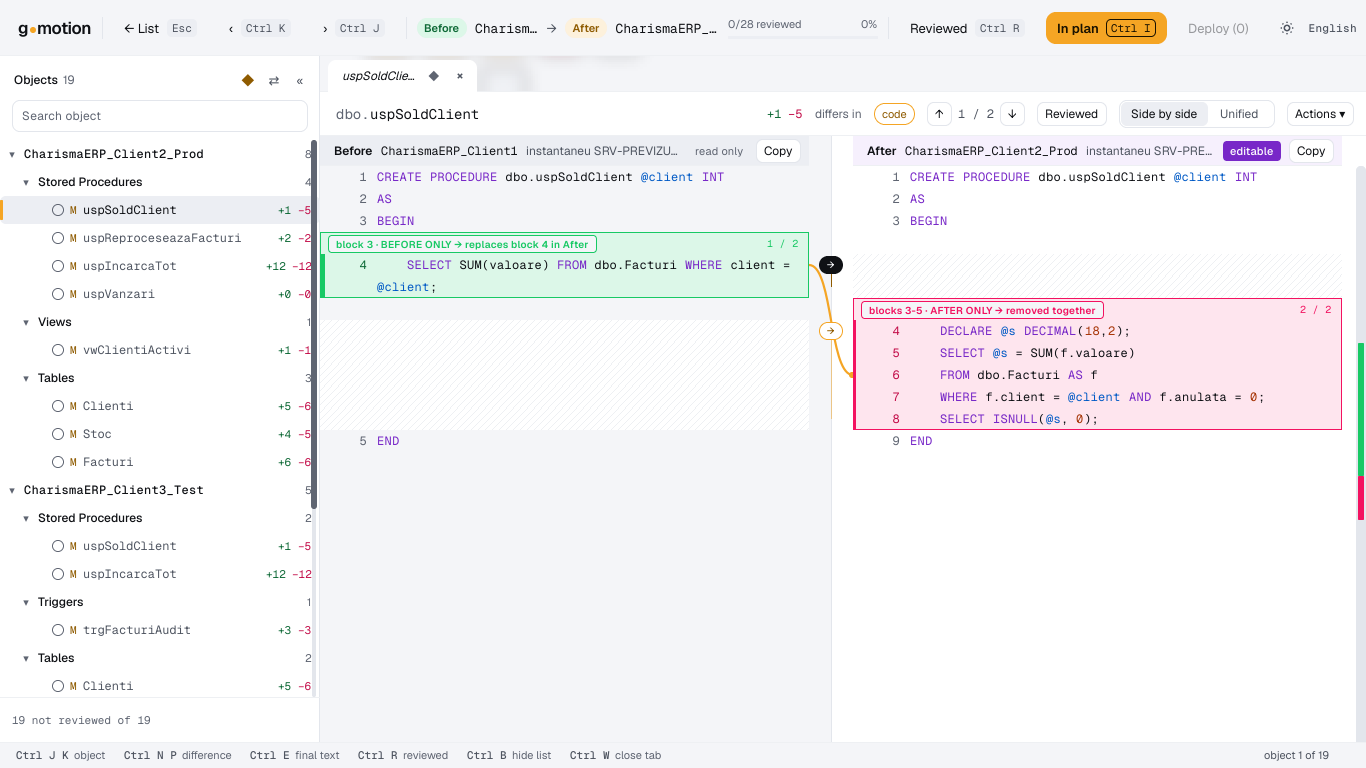 g•motion
← List Esc
‹ Ctrl K
› Ctrl J
Before Charism… → After CharismaERP_…
0/28 reviewed 0%
Reviewed Ctrl R
In plan Ctrl I
Deploy (0)
English
Objects 19
Search object
CharismaERP_Client2_Prod 8
Stored Procedures 4
M uspSoldClient +1 −5
M uspReproceseazaFacturi +2 −2
M uspIncarcaTot +12 −12
M uspVanzari +0 −0
Views 1
M vwClientiActivi +1 −1
Tables 3
M Clienti +5 −6
M Stoc +4 −5
M Facturi +6 −6
CharismaERP_Client3_Test 5
Stored Procedures 2
M uspSoldClient +1 −5
M uspIncarcaTot +12 −12
Triggers 1
M trgFacturiAudit +3 −3
Tables 2
M Clienti +5 −6
19 not reviewed of 19
uspSoldClie… ×
dbo.uspSoldClient
+1 −5 differs in code ↑ 1 / 2 ↓ Reviewed Side by side Unified Actions ▾
Before CharismaERP_Client1 instantaneu SRV-PREVIZU… read only Copy
1 CREATE PROCEDURE dbo.uspSoldClient @client INT
2 AS
3 BEGIN
block 3 · BEFORE ONLY → replaces block 4 in After 1 / 2
4 SELECT SUM(valoare) FROM dbo.Facturi WHERE client =
@client;
5 END
After CharismaERP_Client2_Prod instantaneu SRV-PRE… editable Copy
1 CREATE PROCEDURE dbo.uspSoldClient @client INT
2 AS
3 BEGIN
blocks 3-5 · AFTER ONLY → removed together 2 / 2
4 DECLARE @s DECIMAL(18,2);
5 SELECT @s = SUM(f.valoare)
6 FROM dbo.Facturi AS f
7 WHERE f.client = @client AND f.anulata = 0;
8 SELECT ISNULL(@s, 0);
9 END
Ctrl J K object Ctrl N P difference Ctrl E final text Ctrl R reviewed Ctrl B hide list Ctrl W close tab
object 1 of 19